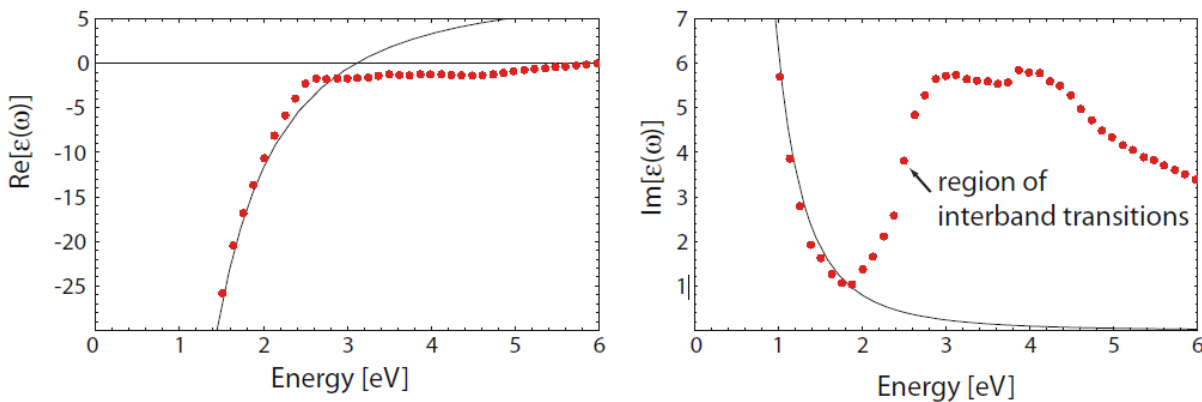 Re[ε(ω)]
0
-5
-10
-15
-20
-25
5
0 1 2 3 4 5 6
Energy [eV]
Im[ε(ω)]
7
6
5
4
3
2
1
region of
interband transitions
0 1 2 3 4 5 6
Energy [eV]